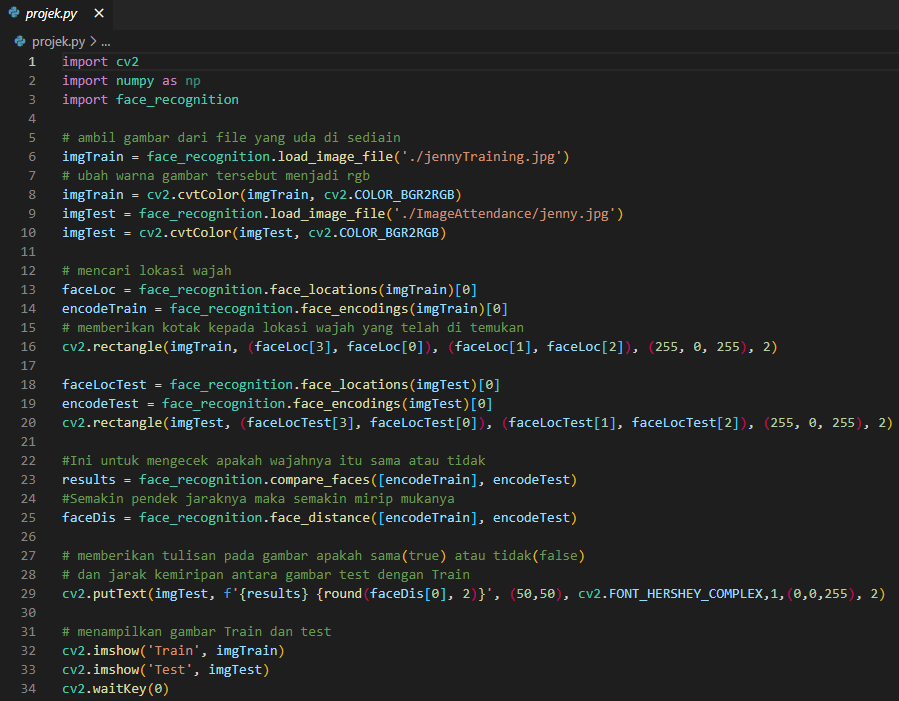 projek.py ×
projek.py > ...
1 import cv2
2 import numpy as np
3 import face_recognition
4
5 # ambil gambar dari file yang uda di sediain
6 imgTrain = face_recognition.load_image_file('./jennyTraining.jpg')
7 # ubah warna gambar tersebut menjadi rgb
8 imgTrain = cv2.cvtColor(imgTrain, cv2.COLOR_BGR2RGB)
9 imgTest = face_recognition.load_image_file('./ImageAttendance/jenny.jpg')
10 imgTest = cv2.cvtColor(imgTest, cv2.COLOR_BGR2RGB)
11
12 # mencari lokasi wajah
13 faceLoc = face_recognition.face_locations(imgTrain)[0]
14 encodeTrain = face_recognition.face_encodings(imgTrain)[0]
15 # memberikan kotak kepada lokasi wajah yang telah di temukan
16 cv2.rectangle(imgTrain, (faceLoc[3], faceLoc[0]), (faceLoc[1], faceLoc[2]), (255, 0, 255), 2)
17
18 faceLocTest = face_recognition.face_locations(imgTest)[0]
19 encodeTest = face_recognition.face_encodings(imgTest)[0]
20 cv2.rectangle(imgTest, (faceLocTest[3], faceLocTest[0]), (faceLocTest[1], faceLocTest[2]), (255, 0, 255), 2)
21
22 #Ini untuk mengecek apakah wajahnya itu sama atau tidak
23 results = face_recognition.compare_faces([encodeTrain], encodeTest)
24 #Semakin pendek jaraknya maka semakin mirip mukanya
25 faceDis = face_recognition.face_distance([encodeTrain], encodeTest)
26
27 # memberikan tulisan pada gambar apakah sama(true) atau tidak(false)
28 # dan jarak kemiripan antara gambar test dengan Train
29 cv2.putText(imgTest, f'{results} {round(faceDis[0], 2)}', (50,50), cv2.FONT_HERSHEY_COMPLEX,1,(0,0,255), 2)
30
31 # menampilkan gambar Train dan test
32 cv2.imshow('Train', imgTrain)
33 cv2.imshow('Test', imgTest)
34 cv2.waitKey(0)